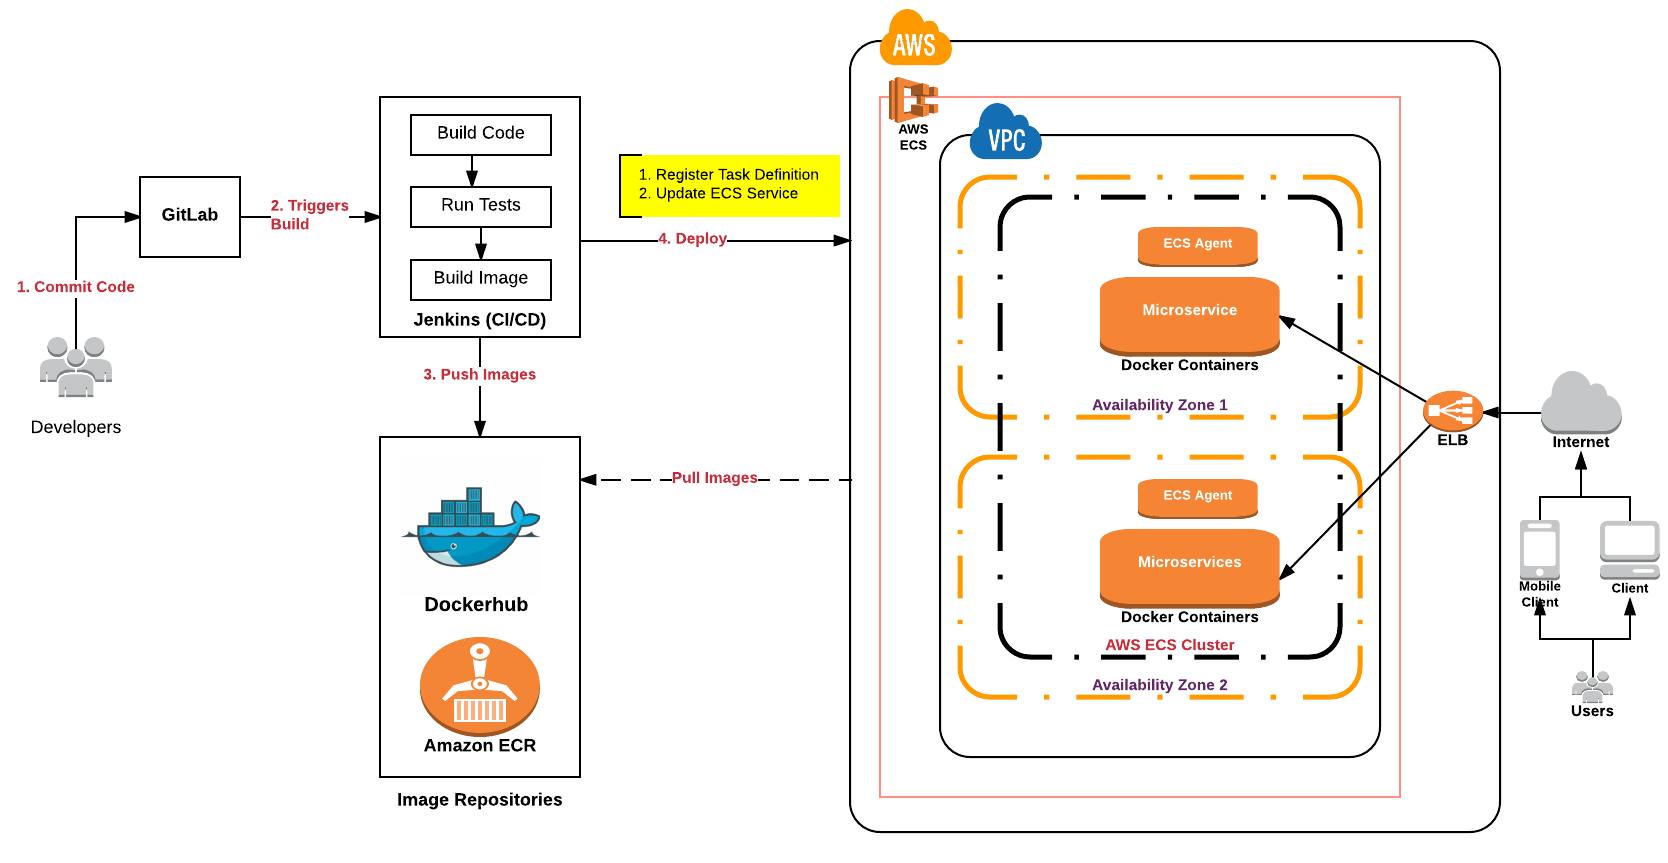 AWS
AWS
ECS
VPC
Build Code
Run Tests
Build Image
Jenkins (CI/CD)
GitLab
2. Triggers
Build
1. Commit Code
Developers
1. Register Task Definition
2. Update ECS Service
4. Deploy
3. Push Images
Pull Images
Dockerhub
Amazon ECR
Image Repositories
ECS Agent
Microservice
Docker Containers
Availability Zone 1
ECS Agent
Microservices
Docker Containers
AWS ECS Cluster
Availability Zone 2
ELB
Internet
Mobile
Client
Client
Users